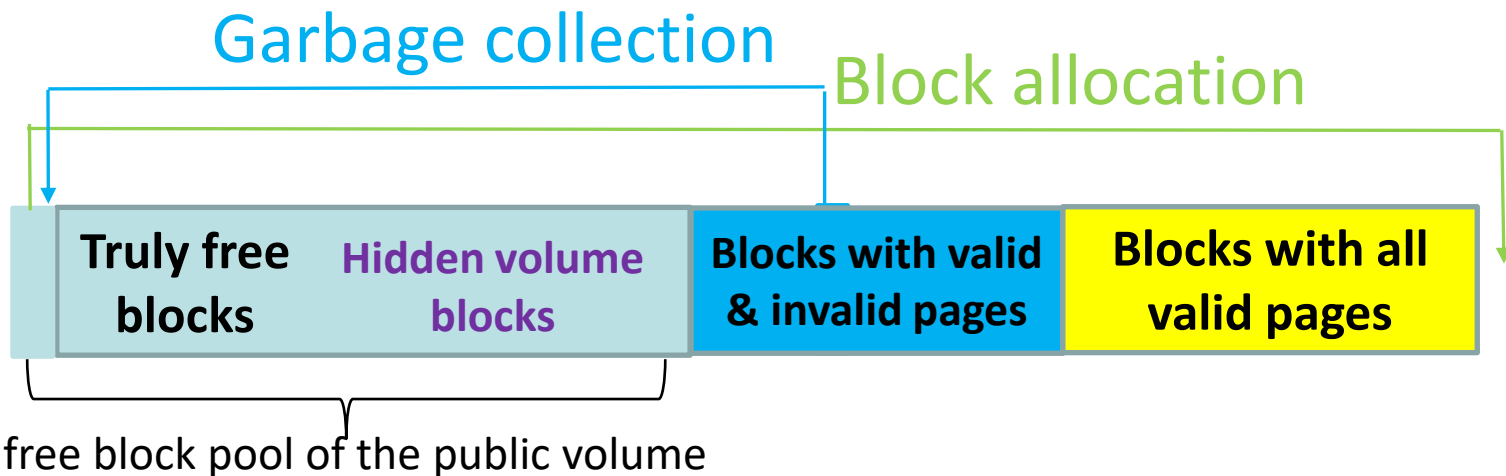 Garbage collection
Block allocation
Truly free
blocks
Hidden volume
blocks
Blocks with valid
& invalid pages
Blocks with all
valid pages
free block pool of the public volume